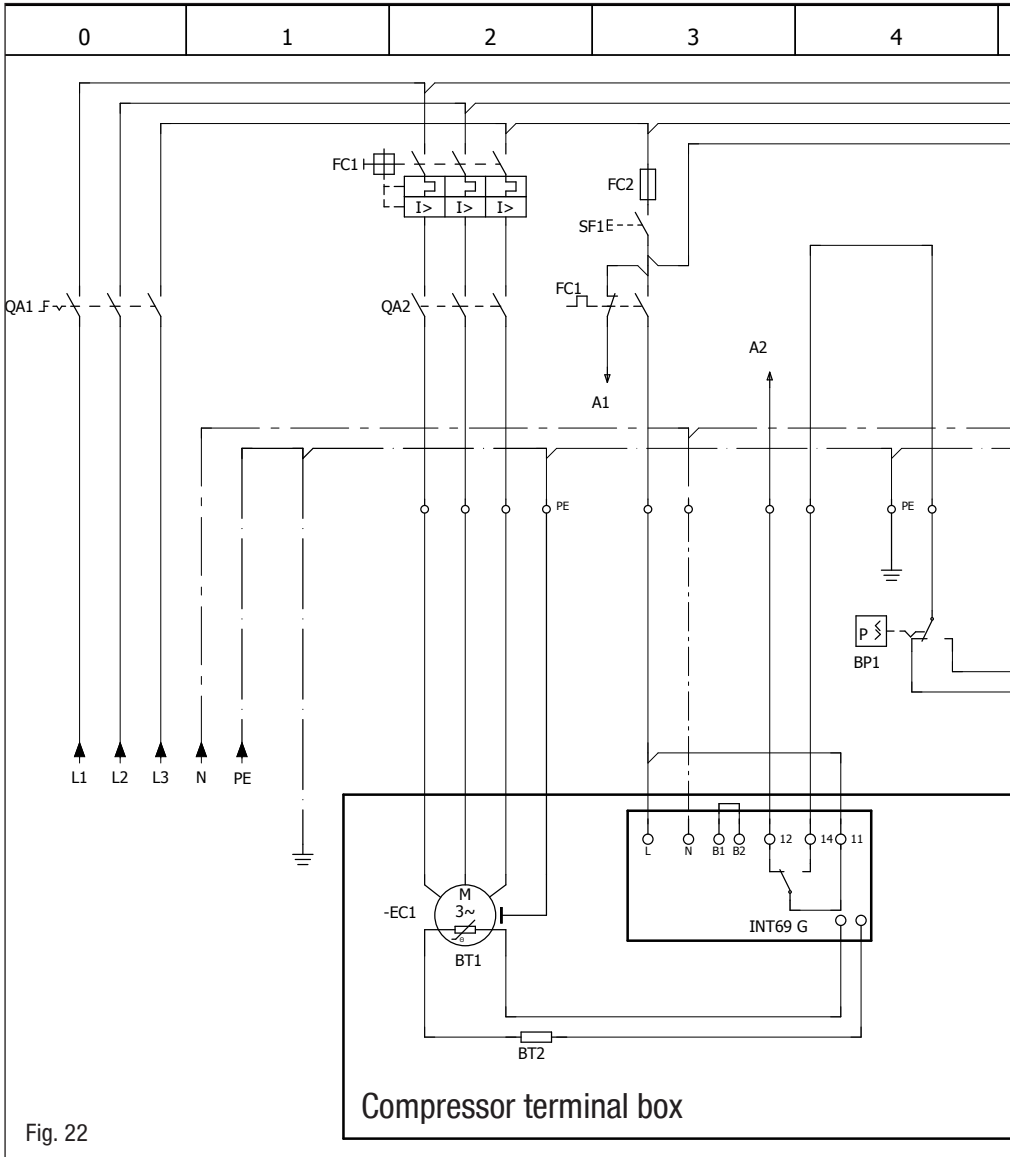 0 1 2 3 4
FC1
I> I> I>
FC2
SF1
QA1
QA2
FC1
A2
A1
PE
PE
P
BP1
L1 L2 L3 N PE
L N B1 B2 12 14 11
M
3~
-EC1
θ
INT69 G
BT1
BT2
Compressor terminal box
Fig. 22